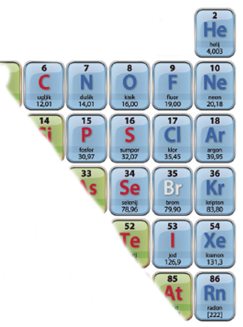 2
He
helij
4,003
6 7 8 9 10
C N O F Ne
ugljik dušik kisik fluor neon
12,01 14,01 16,00 19,00 20,18
14 15 16 17 18
P S Cl Ar
fosfor sumpor klor argon
30,97 32,07 35,45 39,95
33 34 35 36
As Se Br Kr
selenij brom kripton
78,96 79,90 83,80
52 53 54
Te I Xe
jod ksenon
126,9 131,3
85 86
At Rn
radon
[222]